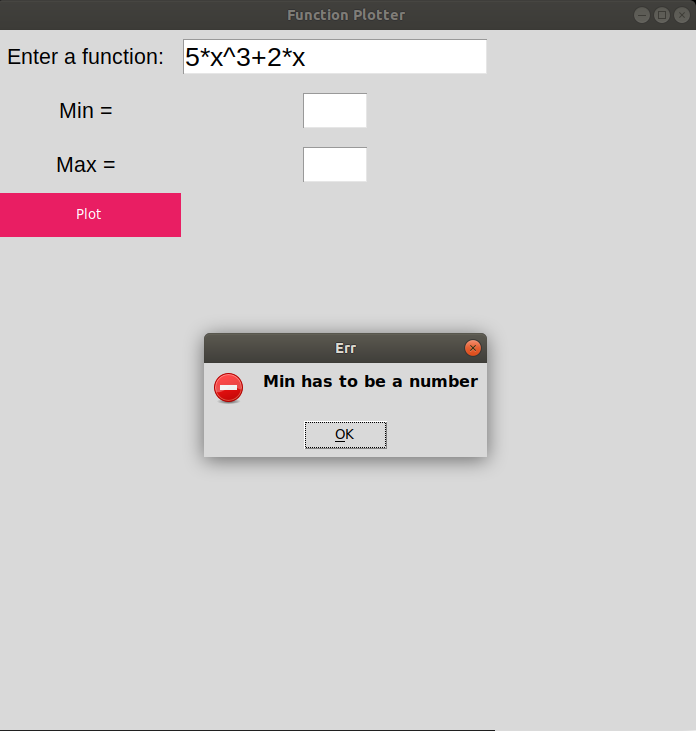 Function Plotter
Enter a function: 5*x^3+2*x
Min =
Max =
Plot
Err
Min has to be a number
OK